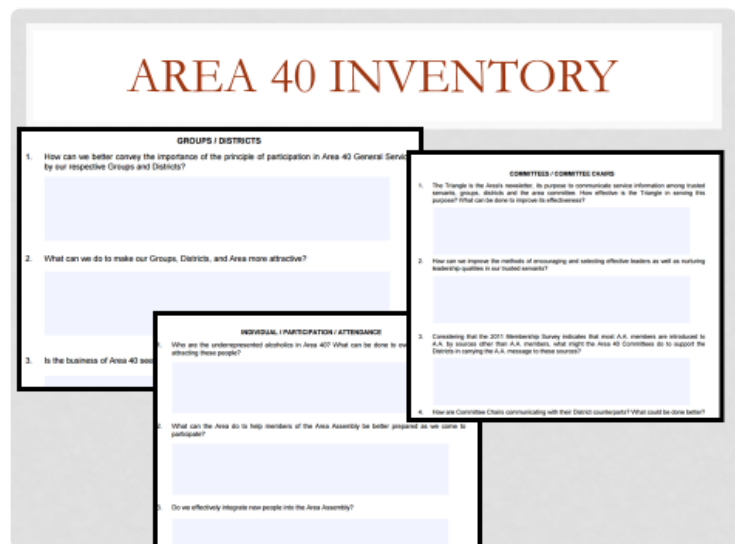 AREA 40 INVENTORY
GROUPS / DISTRICTS
1. How can we better convey the importance of the principle of participation in Area 40 General Servic
by our respective Groups and Districts?
2. What can we do to make our Groups, Districts, and Area more attractive?
3. Is the business of Area 40 see
COMMITTEES / COMMITTEE CHAIRS
1. The Triangle is the Area's newsletter, its purpose to communicate service information among trusted
servants, groups, districts and the area committee. How effective is the Triangle in serving this
purpose? What can be done to improve its effectiveness?
2. How can we improve the methods of encouraging and selecting effective leaders as well as nurturing
leadership qualities in our trusted servants?
3. Considering that the 2011 Membership Survey indicates that most A.A. members are introduced to
A.A. by sources other than A.A. members, what might the Area 40 Committees do to support the
Districts in carrying the A.A. message to these sources?
4. How are Committee Chairs communicating with their District counterparts? What could be done better?
INDIVIDUAL / PARTICIPATION / ATTENDANCE
Who are the underrepresented alcoholics in Area 40? What can be done to ov
attracting these people?
2. What can the Area do to help members of the Area Assembly be better prepared as we come to
participate?
3. Do we effectively integrate new people into the Area Assembly?